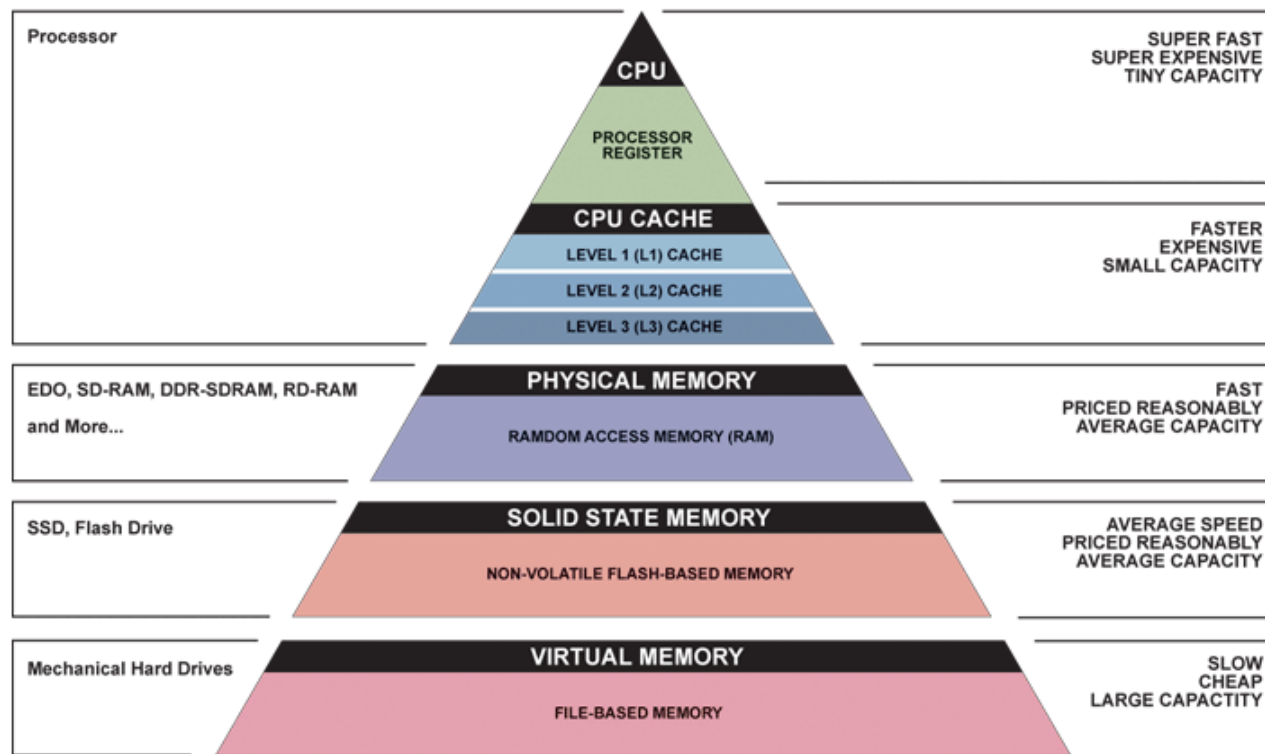 Processor
CPU
PROCESSOR
REGISTER
SUPER FAST
SUPER EXPENSIVE
TINY CAPACITY
CPU CACHE
LEVEL 1 (L1) CACHE
LEVEL 2 (L2) CACHE
LEVEL 3 (L3) CACHE
FASTER
EXPENSIVE
SMALL CAPACITY
EDO, SD-RAM, DDR-SDRAM, RD-RAM
and More...
PHYSICAL MEMORY
RAMDOM ACCESS MEMORY (RAM)
FAST
PRICED REASONABLY
AVERAGE CAPACITY
SSD, Flash Drive
SOLID STATE MEMORY
NON-VOLATILE FLASH-BASED MEMORY
AVERAGE SPEED
PRICED REASONABLY
AVERAGE CAPACITY
Mechanical Hard Drives
VIRTUAL MEMORY
FILE-BASED MEMORY
SLOW
CHEAP
LARGE CAPACTITY